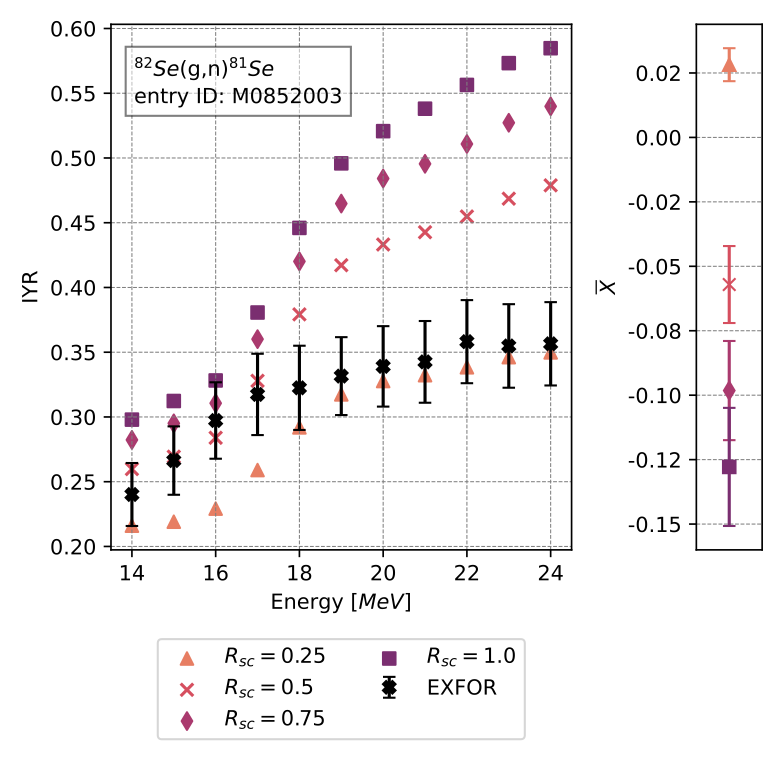 0.60
0.55
0.50
0.45
0.40
0.35
0.30
0.25
0.20
IYR
⁸²Se(g,n)⁸¹Se
entry ID: M0852003
14 16 18 20 22 24
Energy [MeV]
0.02
0.00
-0.02
-0.05
-0.08
-0.10
-0.12
-0.15
X̅
R_sc = 0.25
R_sc = 0.5
R_sc = 0.75
R_sc = 1.0
EXFOR